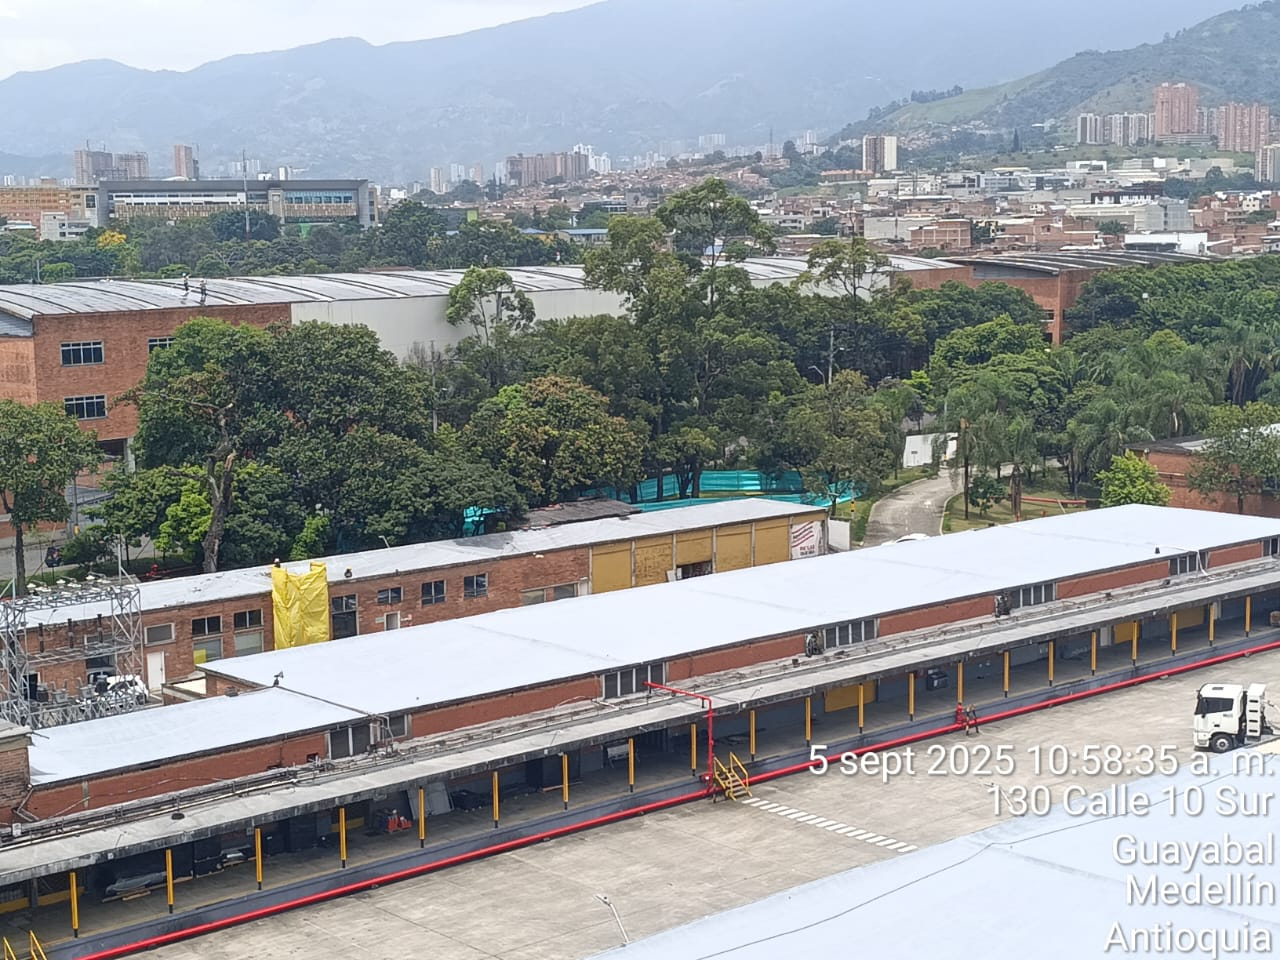 5 sept 2025 10:58:35 a. m.
130 Calle 10 Sur
Guayabal
Medellín
Antioquia